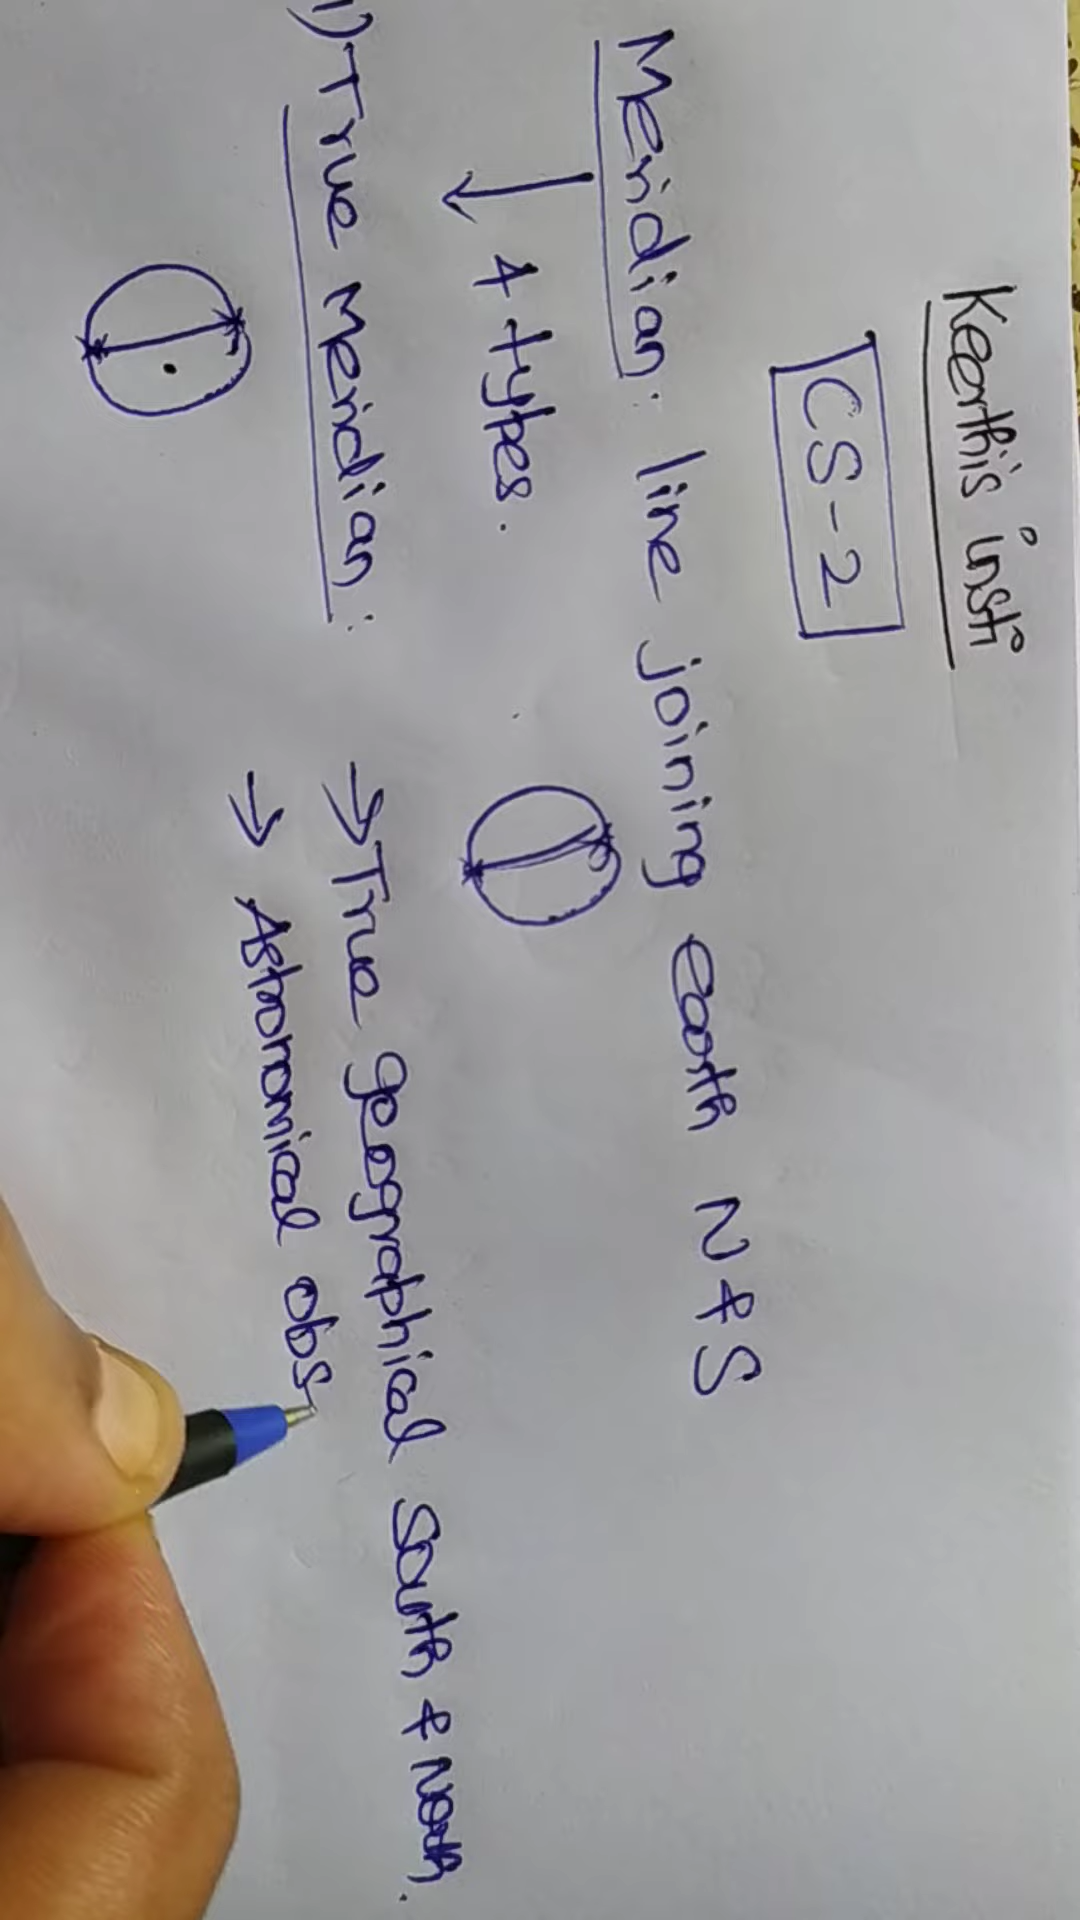 Keerthi's insti
CS-2
Meridian: line joining earth N & S
4 types.
1) True Meridian:
→ True geographical south & North.
→ Astronomical obs